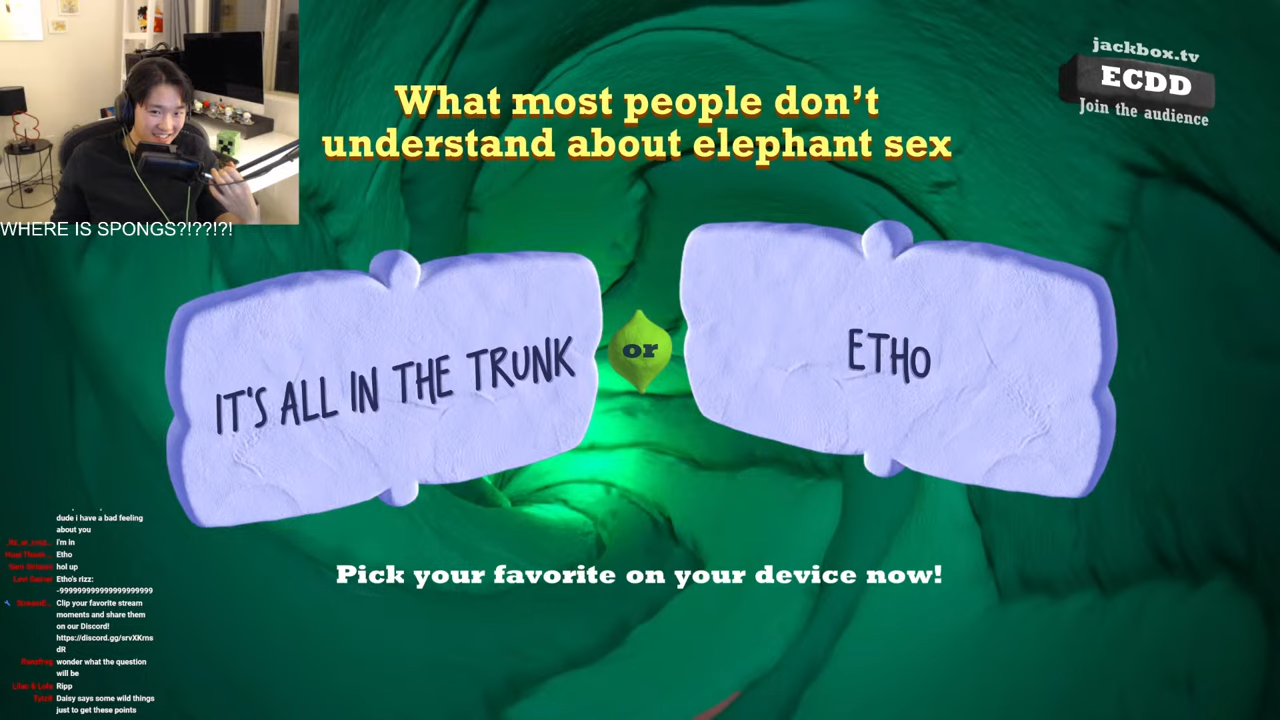 What most people don't
understand about elephant sex
jackbox.tv
ECDD
Join the audience
WHERE IS SPONGS?!??!?!
IT'S ALL IN THE TRUNK
or
ETHO
Pick your favorite on your device now!
dude i have a bad feeling
about you
I'm in
Etho
hol up
Etho's rizz:
-9999999999999999999999
Clip your favorite stream
moments and share them
on our Discord!
https://discord.gg/srvXKrns
dR
wonder what the question
will be
Ripp
Daisy says some wild things
just to get these points